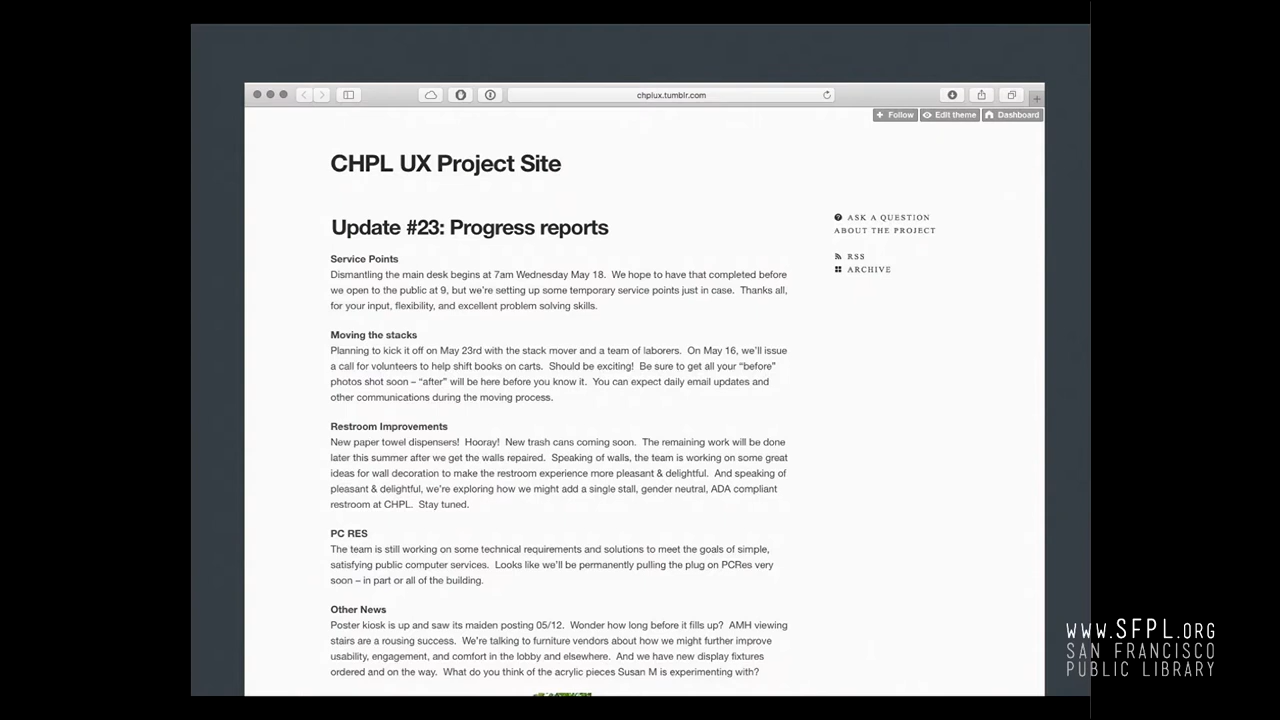 chplux.tumblr.com
Follow
Edit theme
Dashboard
CHPL UX Project Site
Update #23: Progress reports
Service Points
Dismantling the main desk begins at 7am Wednesday May 18.  We hope to have that completed before
we open to the public at 9, but we're setting up some temporary service points just in case.  Thanks all,
for your input, flexibility, and excellent problem solving skills.
Moving the stacks
Planning to kick it off on May 23rd with the stack mover and a team of laborers.  On May 16, we'll issue
a call for volunteers to help shift books on carts.  Should be exciting!  Be sure to get all your “before”
photos shot soon – “after” will be here before you know it.  You can expect daily email updates and
other communications during the moving process.
Restroom Improvements
New paper towel dispensers!  Hooray!  New trash cans coming soon.  The remaining work will be done
later this summer after we get the walls repaired.  Speaking of walls, the team is working on some great
ideas for wall decoration to make the restroom experience more pleasant & delightful.  And speaking of
pleasant & delightful, we're exploring how we might add a single stall, gender neutral, ADA compliant
restroom at CHPL.  Stay tuned.
PC RES
The team is still working on some technical requirements and solutions to meet the goals of simple,
satisfying public computer services.  Looks like we'll be permanently pulling the plug on PCRes very
soon – in part or all of the building.
Other News
Poster kiosk is up and saw its maiden posting 05/12.  Wonder how long before it fills up?  AMH viewing
stairs are a rousing success.  We're talking to furniture vendors about how we might further improve
usability, engagement, and comfort in the lobby and elsewhere.  And we have new display fixtures
ordered and on the way.  What do you think of the acrylic pieces Susan M is experimenting with?
ASK A QUESTION
ABOUT THE PROJECT
RSS
ARCHIVE
WWW.SFPL.ORG
SAN FRANCISCO
PUBLIC LIBRARY